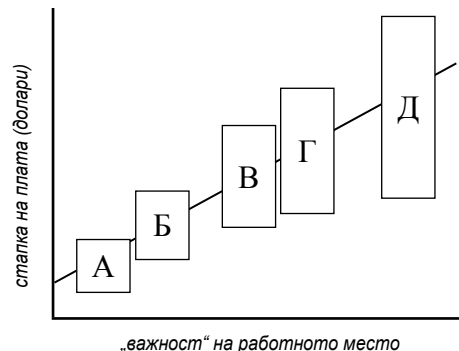 стапка на плата (долари)
А
Б
В
Г
Д
„важност“ на работното место